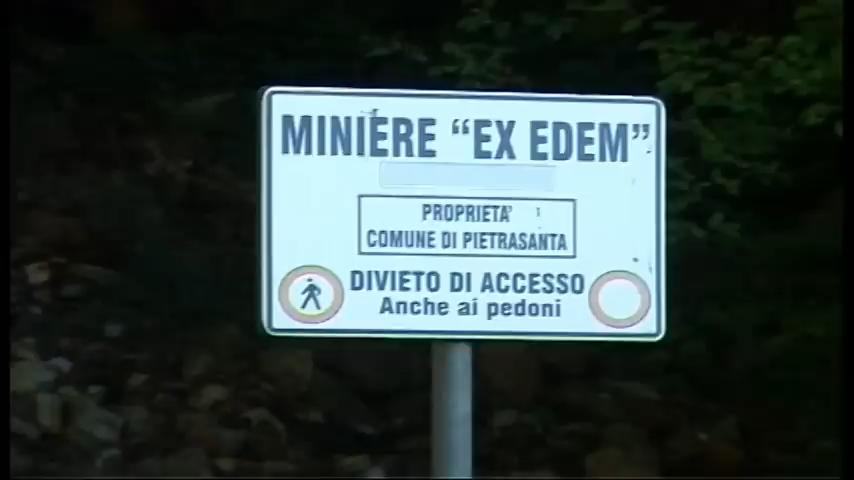 MINIERE “EX EDEM”
PROPRIETA'
COMUNE DI PIETRASANTA
DIVIETO DI ACCESSO
Anche ai pedoni